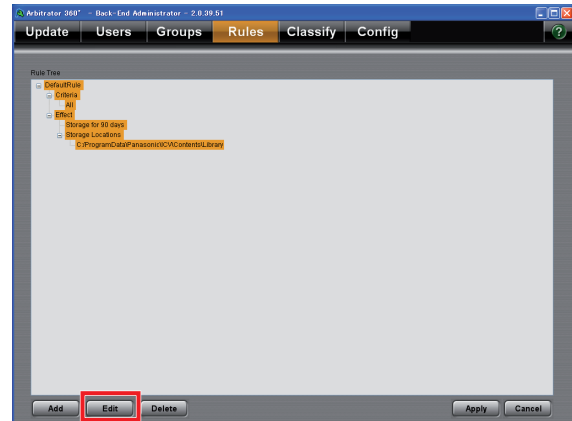 Arbitrator 360° - Back-End Administrator - 2.0.39.51
Update Users Groups Rules Classify Config ?
Rule Tree
DefaultRule
Criteria
All
Effect
Storage for 90 days
Storage Locations
C:/ProgramData\Panasonic\ICV\Contents\Library
Add Edit Delete Apply Cancel